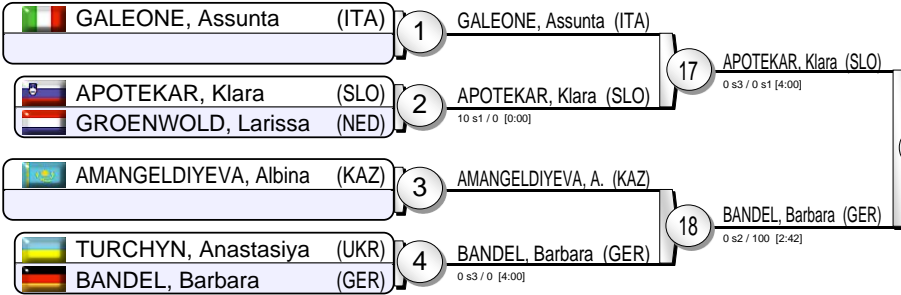 GALEONE, Assunta (ITA)
1
GALEONE, Assunta (ITA)
APOTEKAR, Klara (SLO)
GROENWOLD, Larissa (NED)
2
APOTEKAR, Klara (SLO)
10 s1 / 0 [0:00]
17
APOTEKAR, Klara (SLO)
0 s3 / 0 s1 [4:00]
AMANGELDIYEVA, Albina (KAZ)
3
AMANGELDIYEVA, A. (KAZ)
TURCHYN, Anastasiya (UKR)
BANDEL, Barbara (GER)
4
BANDEL, Barbara (GER)
0 s3 / 0 [4:00]
18
BANDEL, Barbara (GER)
0 s2 / 100 [2:42]